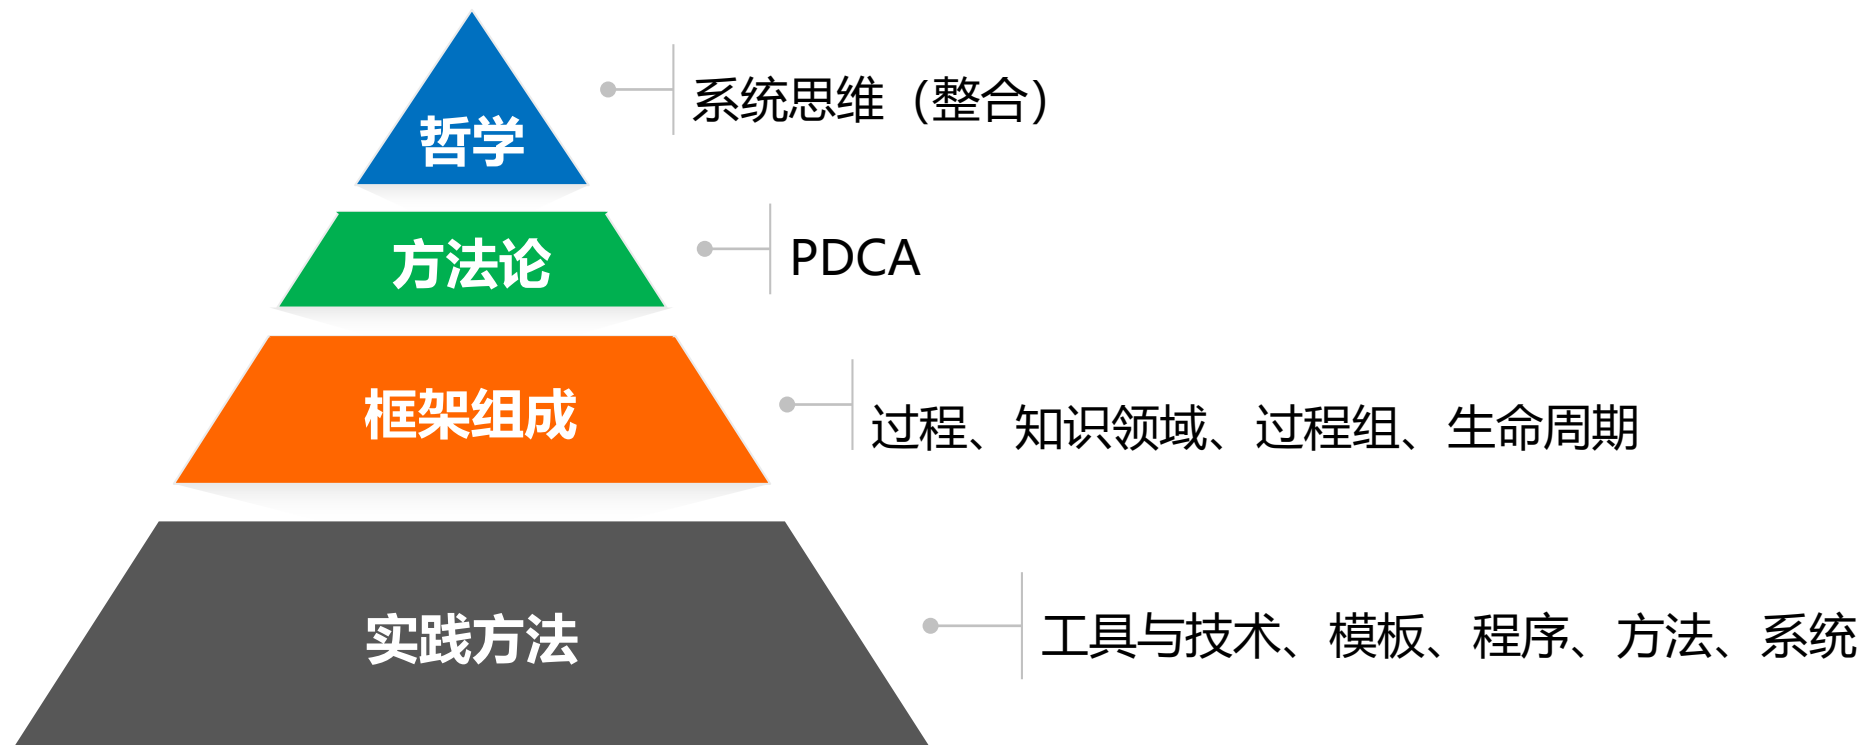 哲学
系统思维（整合）
方法论
PDCA
框架组成
过程、知识领域、过程组、生命周期
实践方法
工具与技术、模板、程序、方法、系统